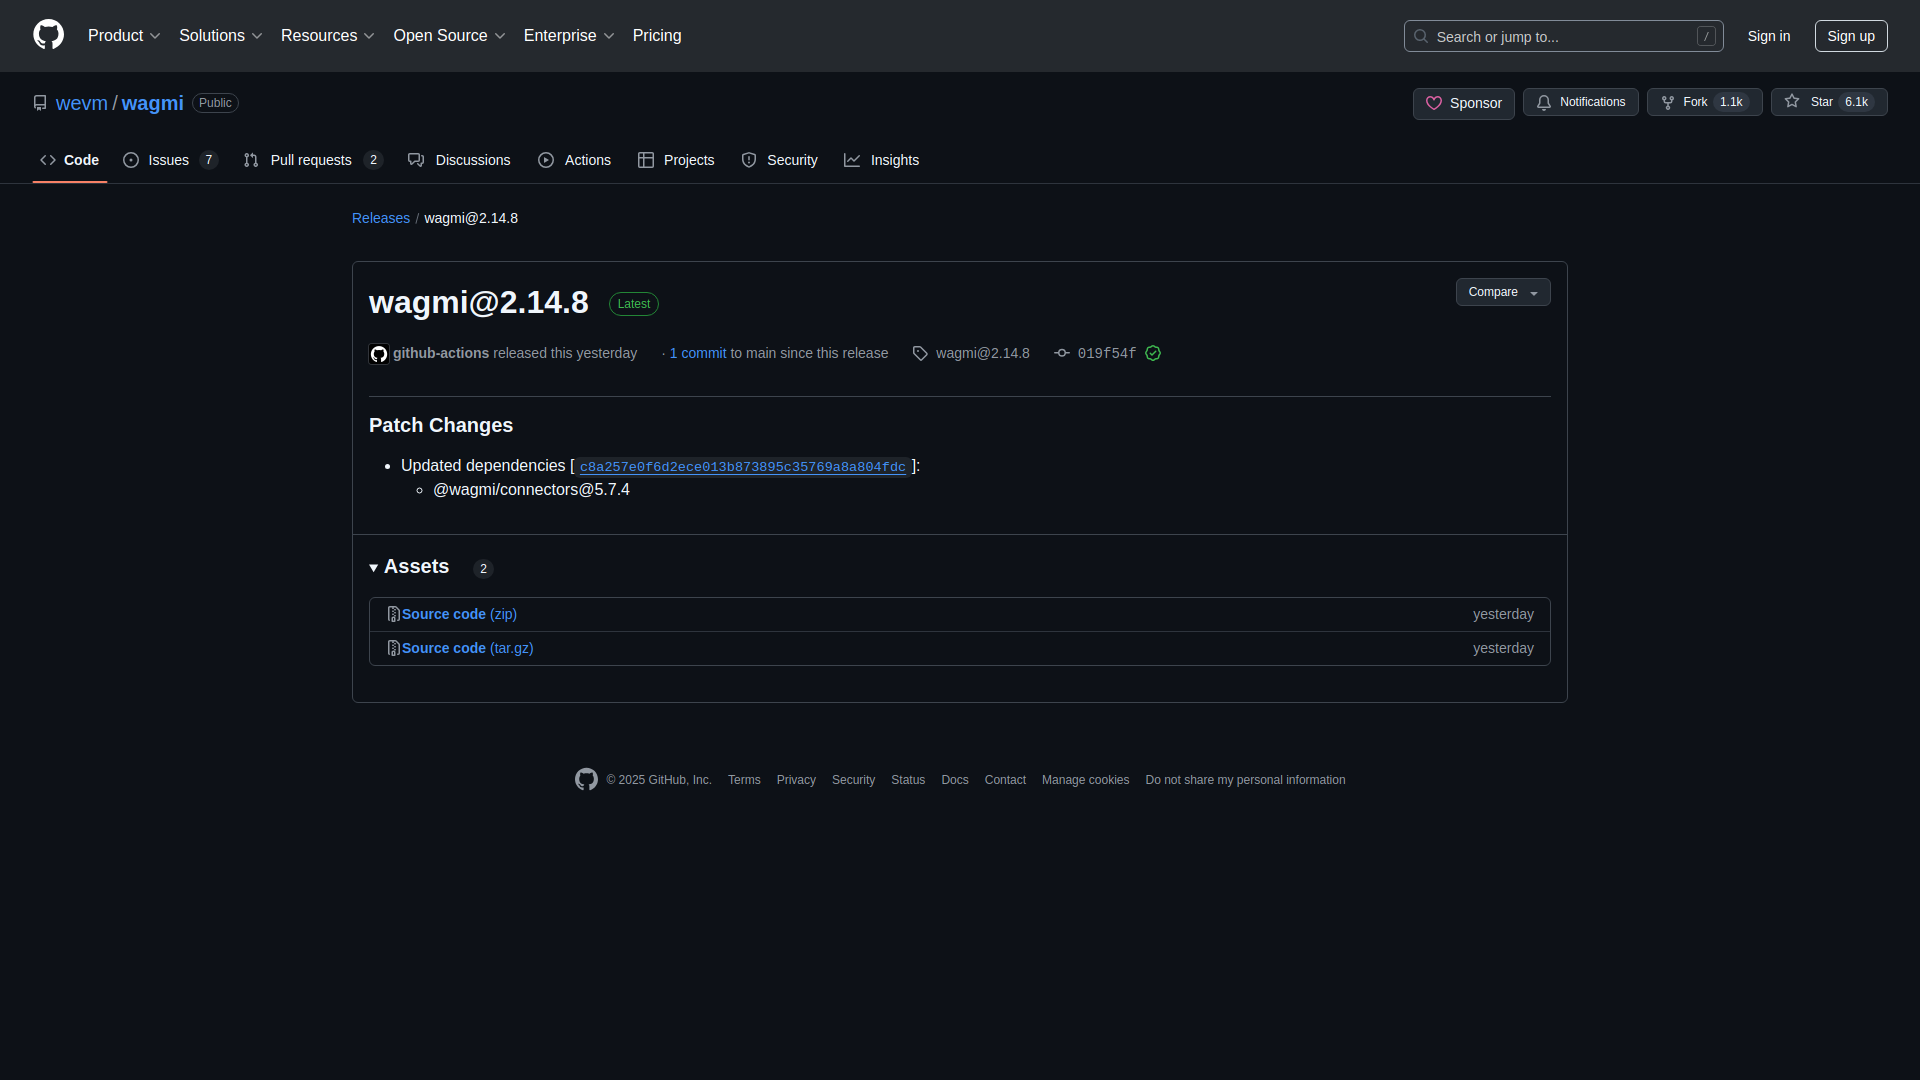 Product Solutions Resources Open Source Enterprise Pricing Search or jump to... / Sign in Sign up
wevm / wagmi Public Sponsor Notifications Fork 1.1k Star 6.1k
Code Issues 7 Pull requests 2 Discussions Actions Projects Security Insights
Releases / wagmi@2.14.8
wagmi@2.14.8 Latest Compare
github-actions released this yesterday · 1 commit to main since this release wagmi@2.14.8 019f54f
Patch Changes
Updated dependencies [c8a257e0f6d2ece013b873895c35769a8a804fdc]:
@wagmi/connectors@5.7.4
Assets 2
Source code (zip) yesterday
Source code (tar.gz) yesterday
© 2025 GitHub, Inc. Terms Privacy Security Status Docs Contact Manage cookies Do not share my personal information